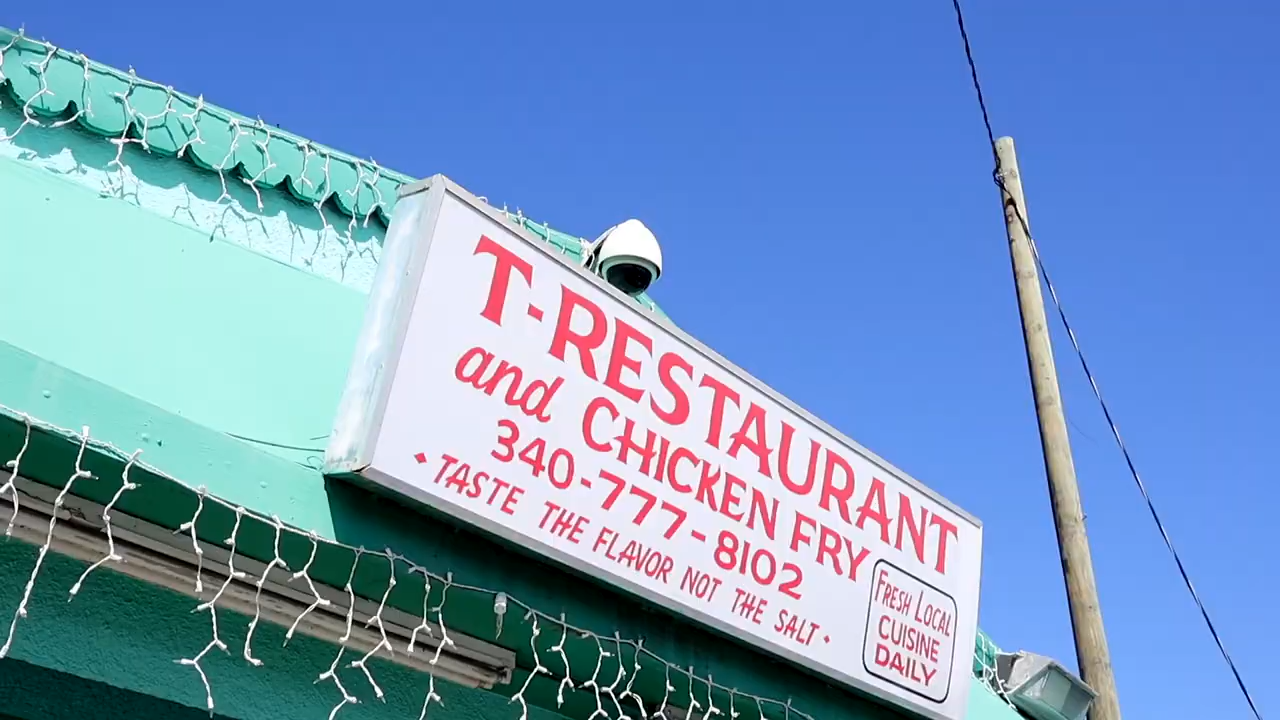 T-RESTAURANT
and CHICKEN FRY
340-777-8102
• TASTE THE FLAVOR NOT THE SALT •
FRESH LOCAL
CUISINE
DAILY